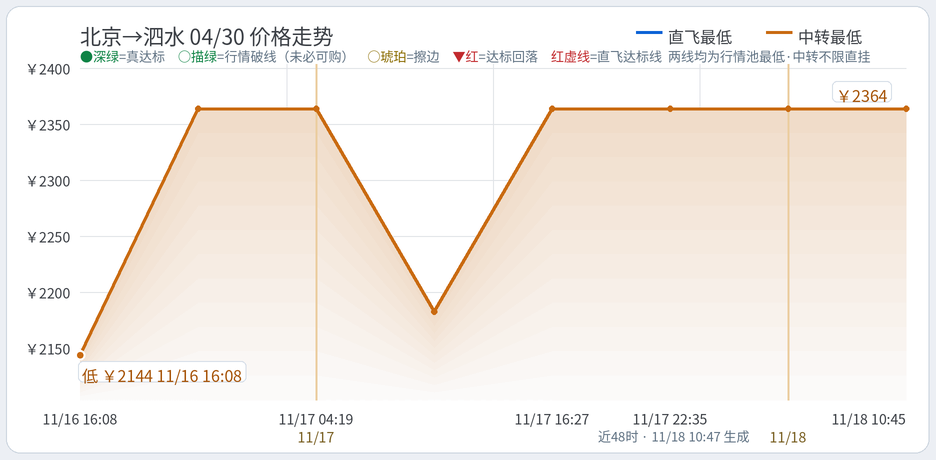 北京→泗水 04/30 价格走势
直飞最低 中转最低
●深绿=真达标 ○描绿=行情破线（未必可购） ○琥珀=擦边 ▼红=达标回落 红虚线=直飞达标线 两线均为行情池最低·中转不限直挂
￥2400
￥2364
￥2350
￥2300
￥2250
￥2200
￥2150
低 ￥2144 11/16 16:08
11/16 16:08 11/17 04:19 11/17 16:27 11/17 22:35 11/18 10:45
11/17 近48时 · 11/18 10:47 生成 11/18